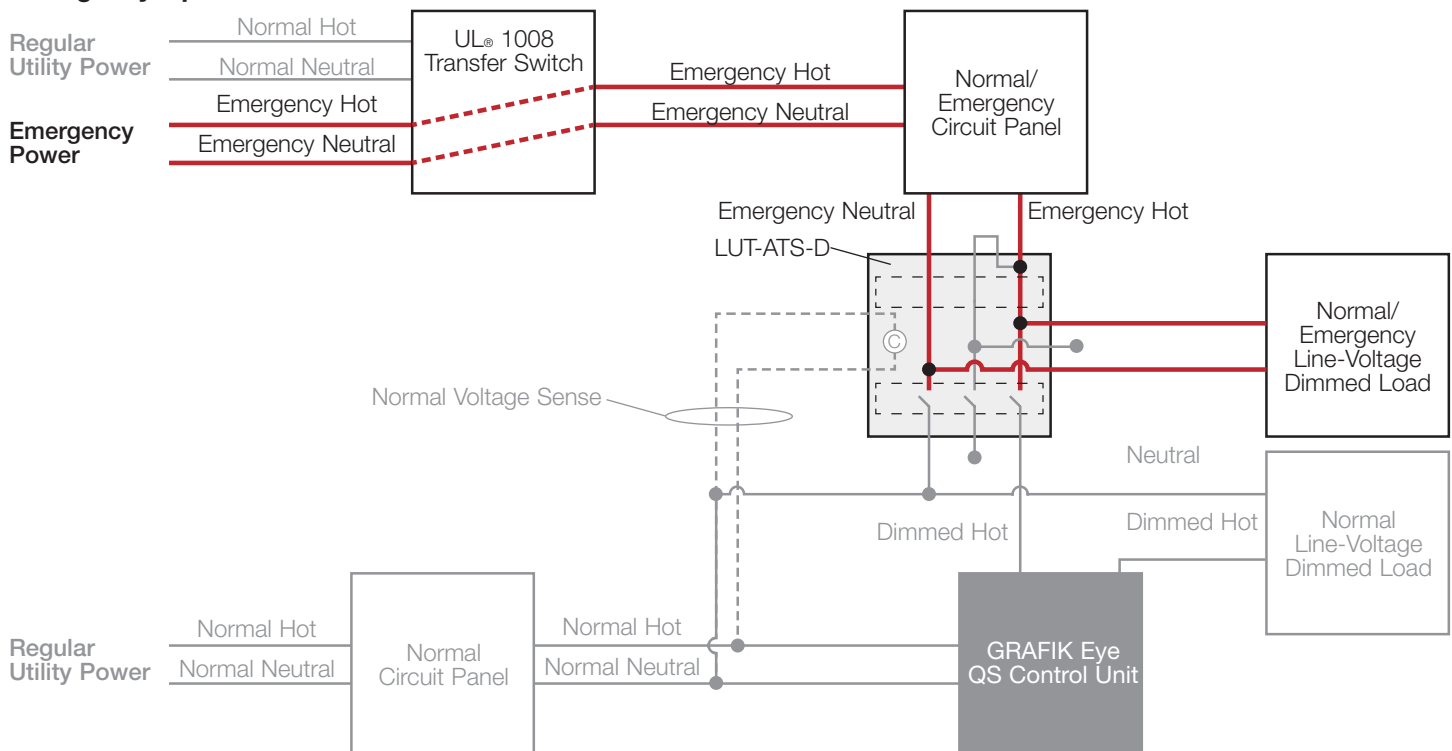 Normal Hot
Regular
Utility Power
Normal Neutral
UL® 1008
Transfer Switch
Emergency Hot
Emergency
Power
Emergency Neutral
Emergency Hot
Emergency Neutral
Normal/
Emergency
Circuit Panel
Emergency Neutral
Emergency Hot
LUT-ATS-D
C
Normal/
Emergency
Line-Voltage
Dimmed Load
Normal Voltage Sense
Neutral
Dimmed Hot
Dimmed Hot
Normal
Line-Voltage
Dimmed Load
Regular
Utility Power
Normal Hot
Normal Neutral
Normal
Circuit Panel
Normal Hot
Normal Neutral
GRAFIK Eye
QS Control Unit